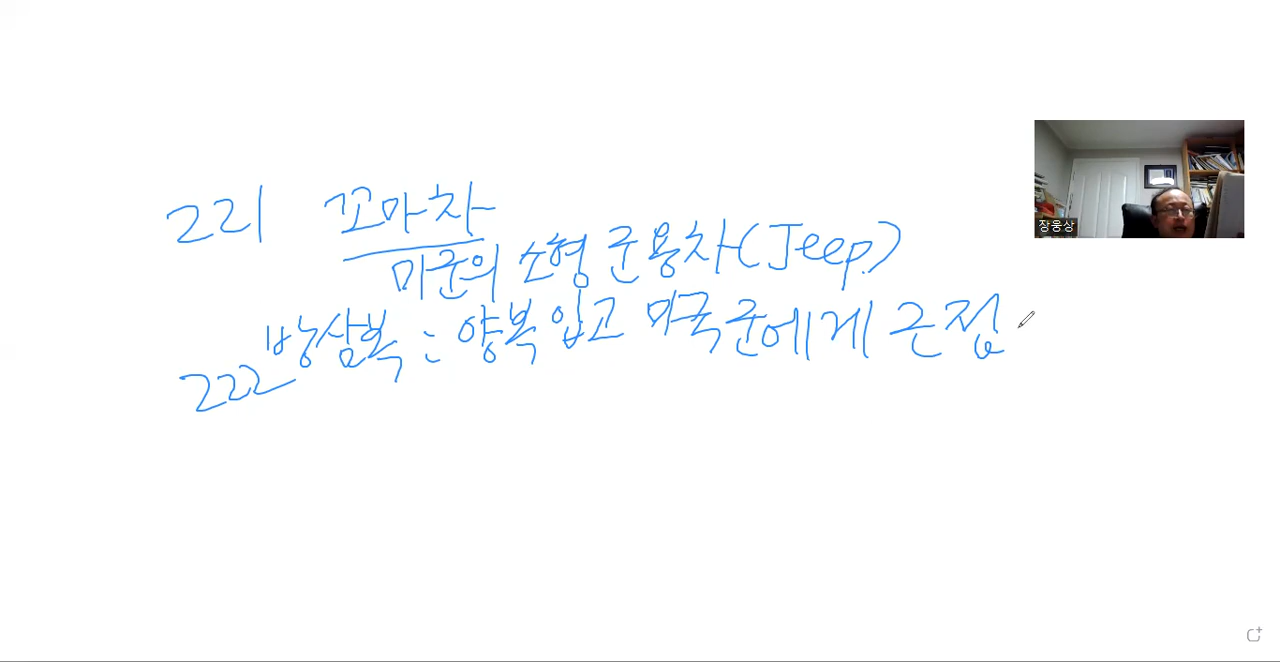 221 꼬마차
미군의 소형 군용차(Jeep)
방삼복 : 양복 입고 미국군에게 근접
222
장웅상